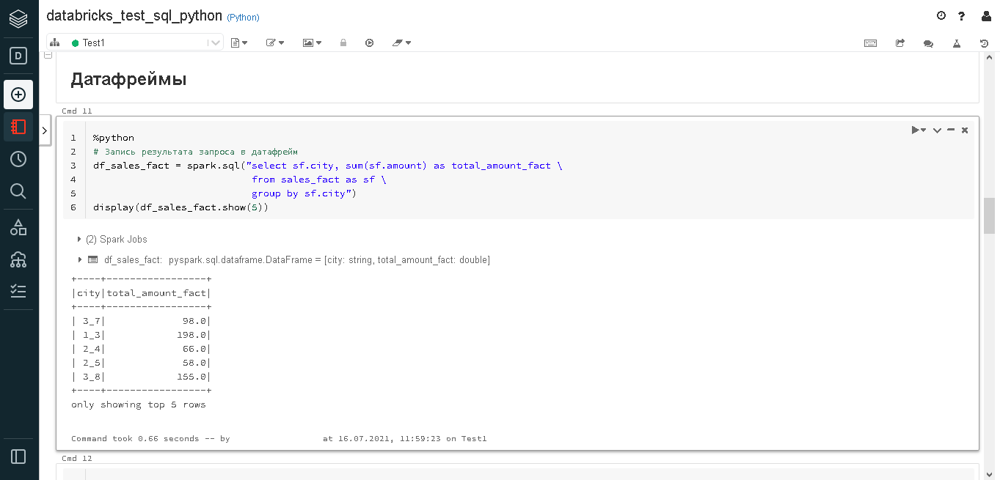 databricks_test_sql_python (Python)
Test1
Датафреймы
Cmd 11
1 %python
2 # Запись результата запроса в датафрейм
3 df_sales_fact = spark.sql("select sf.city, sum(sf.amount) as total_amount_fact \
4 from sales_fact as sf \
5 group by sf.city")
6 display(df_sales_fact.show(5))
(2) Spark Jobs
df_sales_fact: pyspark.sql.dataframe.DataFrame = [city: string, total_amount_fact: double]
+----+-----------------+
|city|total_amount_fact|
+----+-----------------+
| 3_7|             98.0|
| 1_3|            198.0|
| 2_4|             66.0|
| 2_5|             58.0|
| 3_8|            155.0|
+----+-----------------+
only showing top 5 rows
Command took 0.66 seconds -- by at 16.07.2021, 11:59:23 on Test1
Cmd 12